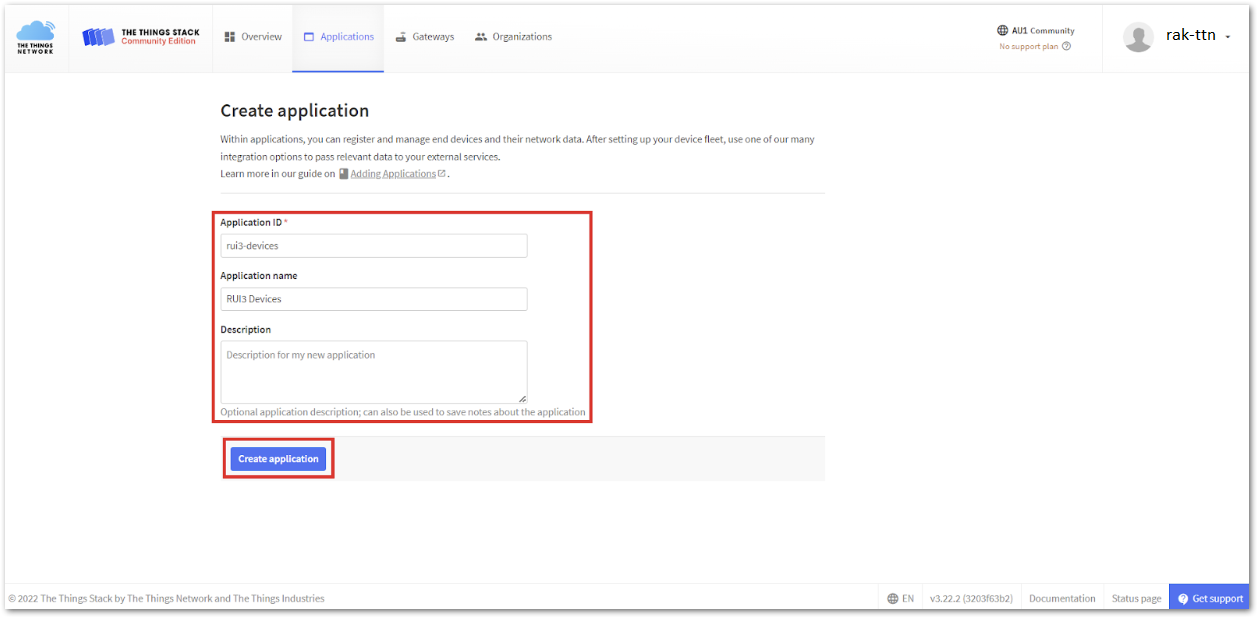 THE THINGS NETWORK
THE THINGS STACK
Community Edition
Overview
Applications
Gateways
Organizations
AU1 Community
No support plan
rak-ttn
Create application
Within applications, you can register and manage end devices and their network data. After setting up your device fleet, use one of our many
integration options to pass relevant data to your external services.
Learn more in our guide on Adding Applications.
Application ID *
rui3-devices
Application name
RUI3 Devices
Description
Description for my new application
Optional application description; can also be used to save notes about the application
Create application
© 2022 The Things Stack by The Things Network and The Things Industries
EN
v3.22.2 (3203f63b2)
Documentation
Status page
Get support